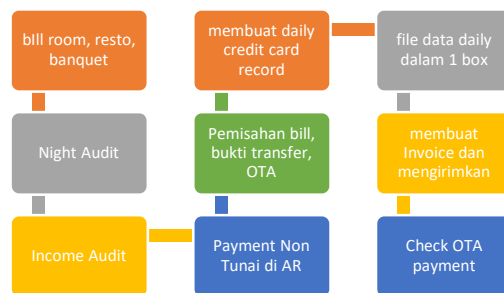 bIll room, resto,
banquet
Night Audit
Income Audit
Payment Non
Tunai di AR
Pemisahan bill,
bukti transfer,
OTA
membuat daily
credit card
record
file data daily
dalam 1 box
membuat
Invoice dan
mengirimkan
Check OTA
payment